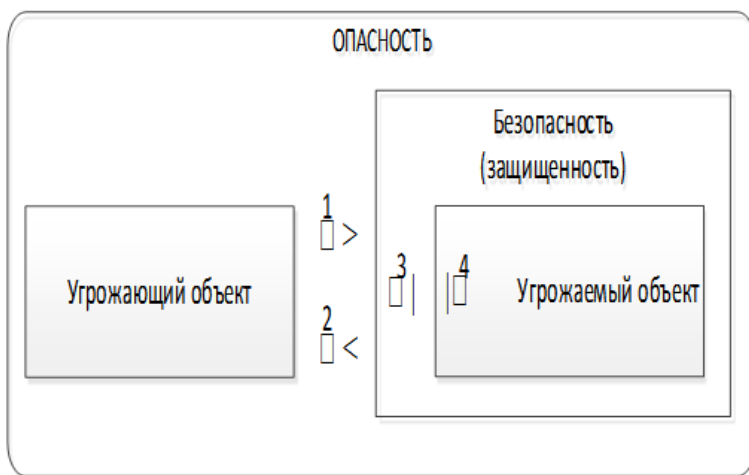 ОПАСНОСТЬ
Безопасность
(защищенность)
1
□ >
3
□ |
4
| □
Угрожающий объект
Угрожаемый объект
2
□ <